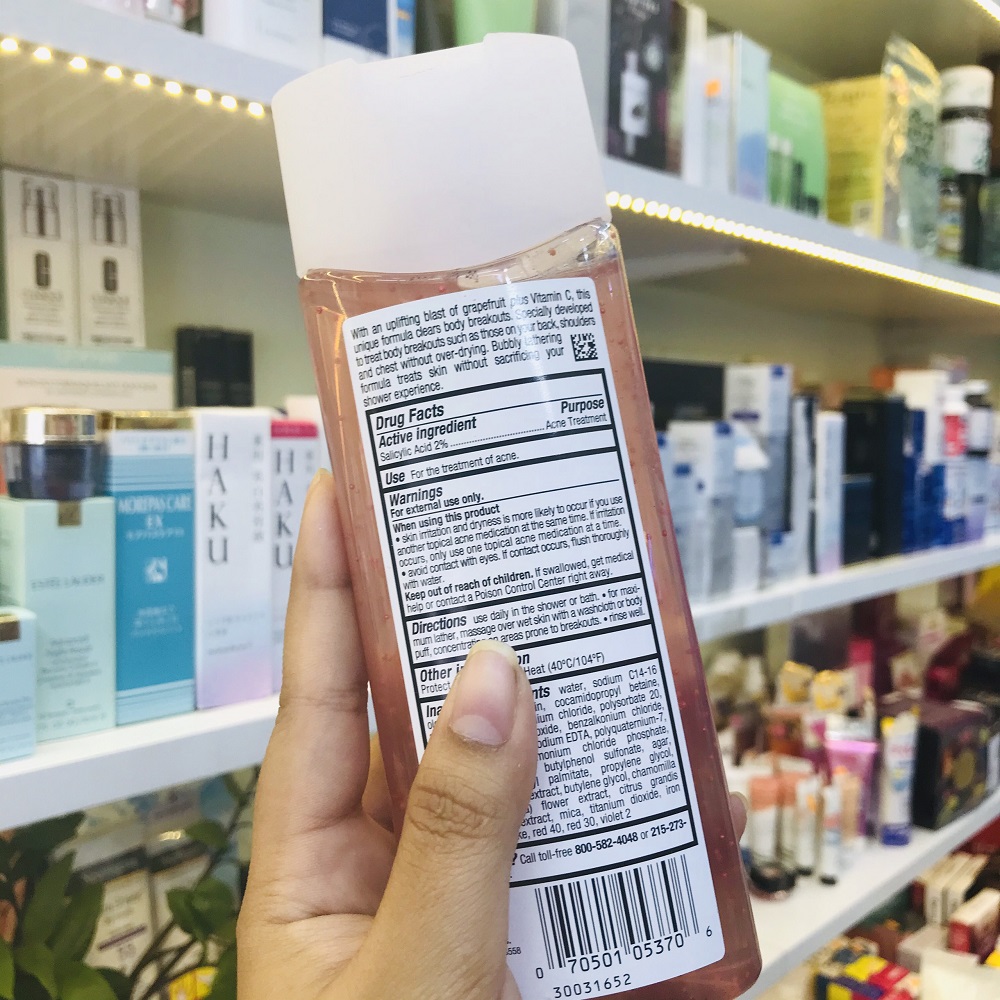 With an uplifting blast of grapefruit plus Vitamin C, this
unique formula clears body breakouts. Specially developed
to treat body breakouts such as those on your back, shoulders
and chest without over-drying. Bubbly lathering
formula treats skin without sacrificing your
shower experience.
Drug Facts
Active ingredient Purpose
Salicylic Acid 2% ........................ Acne Treatment
Use For the treatment of acne.
Warnings
For external use only.
When using this product
• skin irritation and dryness is more likely to occur if you use
another topical acne medication at the same time. If irritation
occurs, only use one topical acne medication at a time.
• avoid contact with eyes. If contact occurs, flush thoroughly
with water.
Keep out of reach of children. If swallowed, get medical
help or contact a Poison Control Center right away.
Directions use daily in the shower or bath. • for maxi-
mum lather, massage over wet skin with a washcloth or body
puff, concentrating on areas prone to breakouts. • rinse well.
Other
Protect Heat (40°C/104°F)
water, sodium C14-16
cocamidopropyl betaine,
chloride, polysorbate 20,
benzalkonium chloride,
EDTA, polyquaternium-7,
chloride phosphate,
butylphenol sulfonate, agar,
palmitate, propylene glycol,
extract, butylene glycol, chamomilla
flower extract, citrus grandis
extract, mica, titanium dioxide, iron
red 40, red 30, violet 2
? Call toll-free 800-582-4048 or 215-273-
0 70501 05370 6
30031652
HAKU
HAKU
MOREPAS CARE
EX
ESTEE LAUDER
CLINIQUE